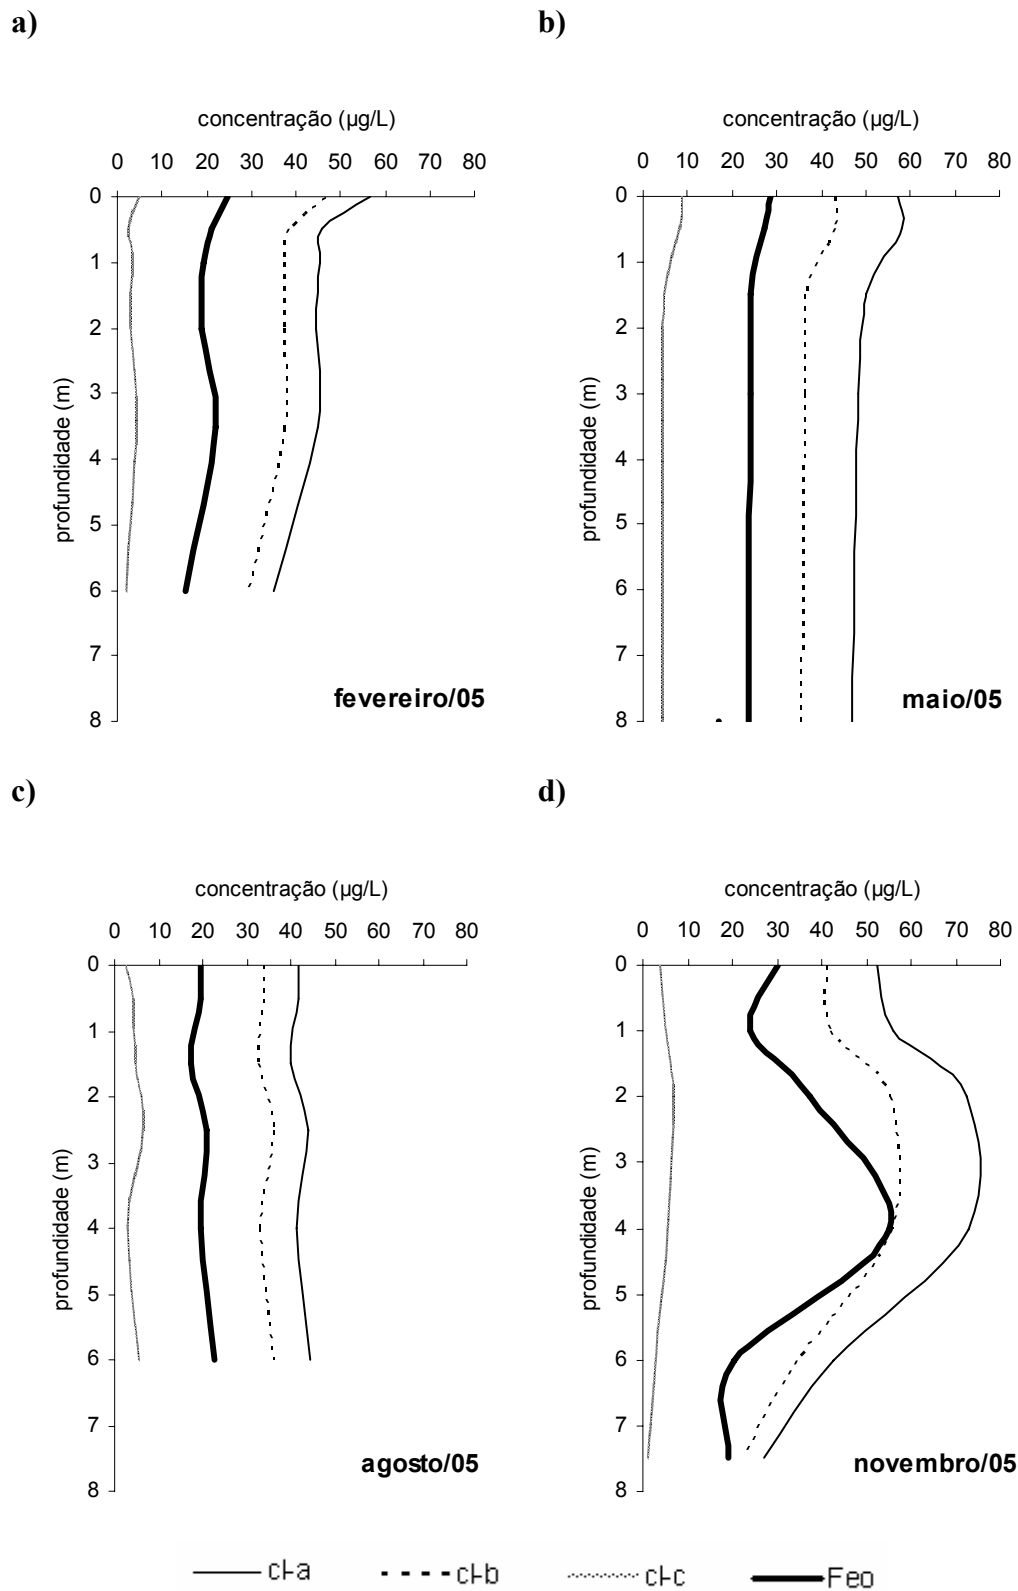 a)
b)
concentração (µg/L)
concentração (µg/L)
0 10 20 30 40 50 60 70 80
0 10 20 30 40 50 60 70 80
0
1
2
3
4
5
6
7
8
profundidade (m)
fevereiro/05
0
1
2
3
4
5
6
7
8
profundidade (m)
maio/05
c)
d)
concentração (µg/L)
concentração (µg/L)
0 10 20 30 40 50 60 70 80
0 10 20 30 40 50 60 70 80
0
1
2
3
4
5
6
7
8
profundidade (m)
agosto/05
0
1
2
3
4
5
6
7
8
profundidade (m)
novembro/05
cl-a cl-b cl-c Feo